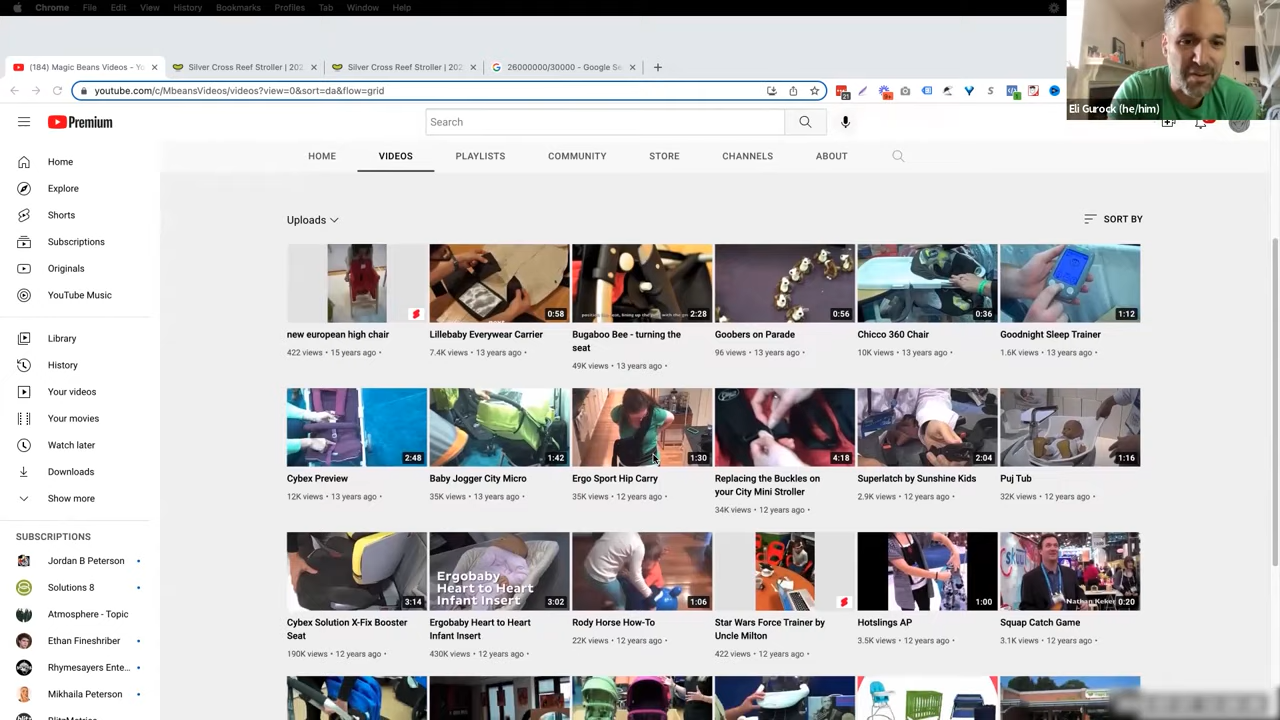 Chrome File Edit View History Bookmarks Profiles Tab Window Help
(184) Magic Beans Videos - Yo
Silver Cross Reef Stroller | 202
Silver Cross Reef Stroller | 202
26000000/30000 - Google Se
youtube.com/c/MbeansVideos/videos?view=0&sort=da&flow=grid
Eli Gurock (he/him)
Premium
Search
HOME VIDEOS PLAYLISTS COMMUNITY STORE CHANNELS ABOUT
Home
Explore
Shorts
Subscriptions
Originals
YouTube Music
Library
History
Your videos
Your movies
Watch later
Downloads
Show more
SUBSCRIPTIONS
Jordan B Peterson
Solutions 8
Atmosphere - Topic
Ethan Fineshriber
Rhymesayers Ente...
Mikhaila Peterson
Uploads
SORT BY
new european high chair
422 views • 15 years ago •
0:58
Lillebaby Everywear Carrier
7.4K views • 13 years ago •
2:28
Bugaboo Bee - turning the
seat
49K views • 13 years ago •
0:56
Goobers on Parade
96 views • 13 years ago •
0:36
Chicco 360 Chair
10K views • 13 years ago •
1:12
Goodnight Sleep Trainer
1.6K views • 13 years ago •
2:48
Cybex Preview
12K views • 13 years ago •
1:42
Baby Jogger City Micro
35K views • 13 years ago •
1:30
Ergo Sport Hip Carry
35K views • 12 years ago •
4:18
Replacing the Buckles on
your City Mini Stroller
34K views • 12 years ago •
2:04
Superlatch by Sunshine Kids
2.9K views • 12 years ago •
1:16
Puj Tub
32K views • 12 years ago •
3:14
Cybex Solution X-Fix Booster
Seat
190K views • 12 years ago •
Ergobaby
Heart to Heart
Infant Insert
3:02
Ergobaby Heart to Heart
Infant Insert
430K views • 12 years ago •
1:06
Rody Horse How-To
22K views • 12 years ago •
Star Wars Force Trainer by
Uncle Milton
422 views • 12 years ago •
1:00
Hotslings AP
3.5K views • 12 years ago •
Nathan Keker
0:20
Squap Catch Game
3.1K views • 12 years ago •